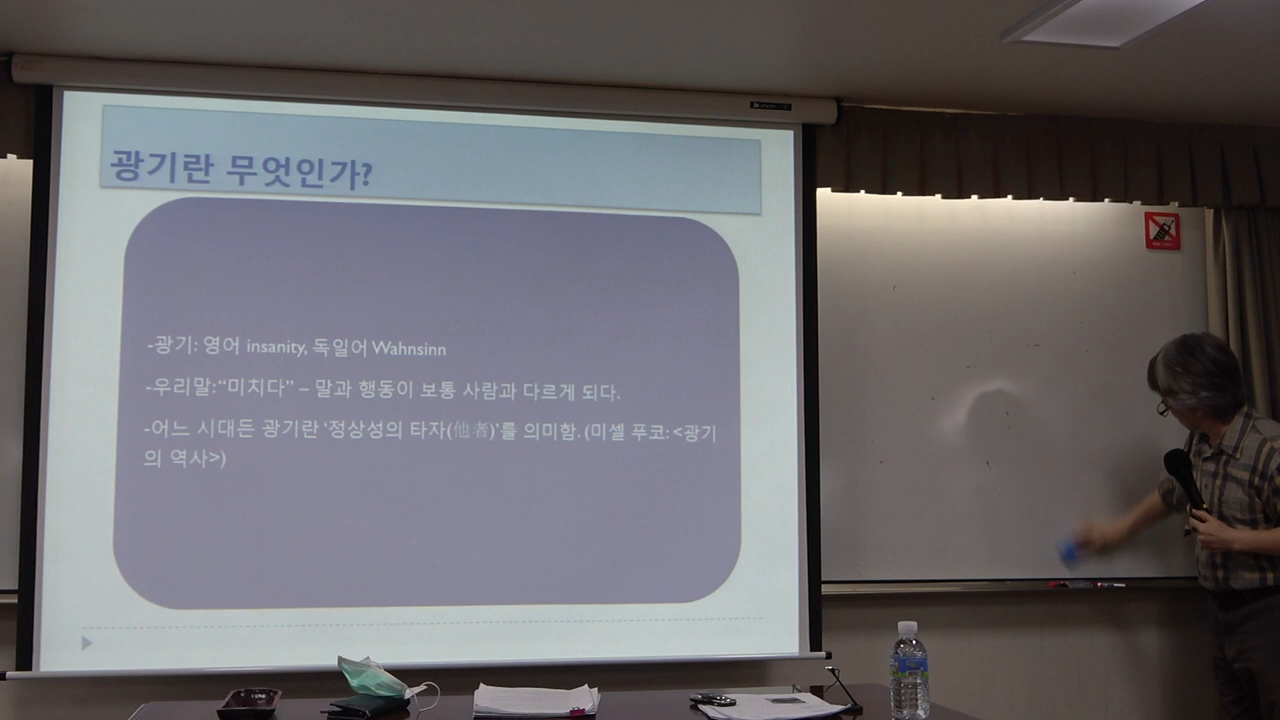 광기란 무엇인가?
-광기: 영어 insanity, 독일어 Wahnsinn
-우리말:“미치다” – 말과 행동이 보통 사람과 다르게 되다.
-어느 시대든 광기란 ‘정상성의 타자(他者)’를 의미함. (미셸 푸코: <광기
의 역사>)